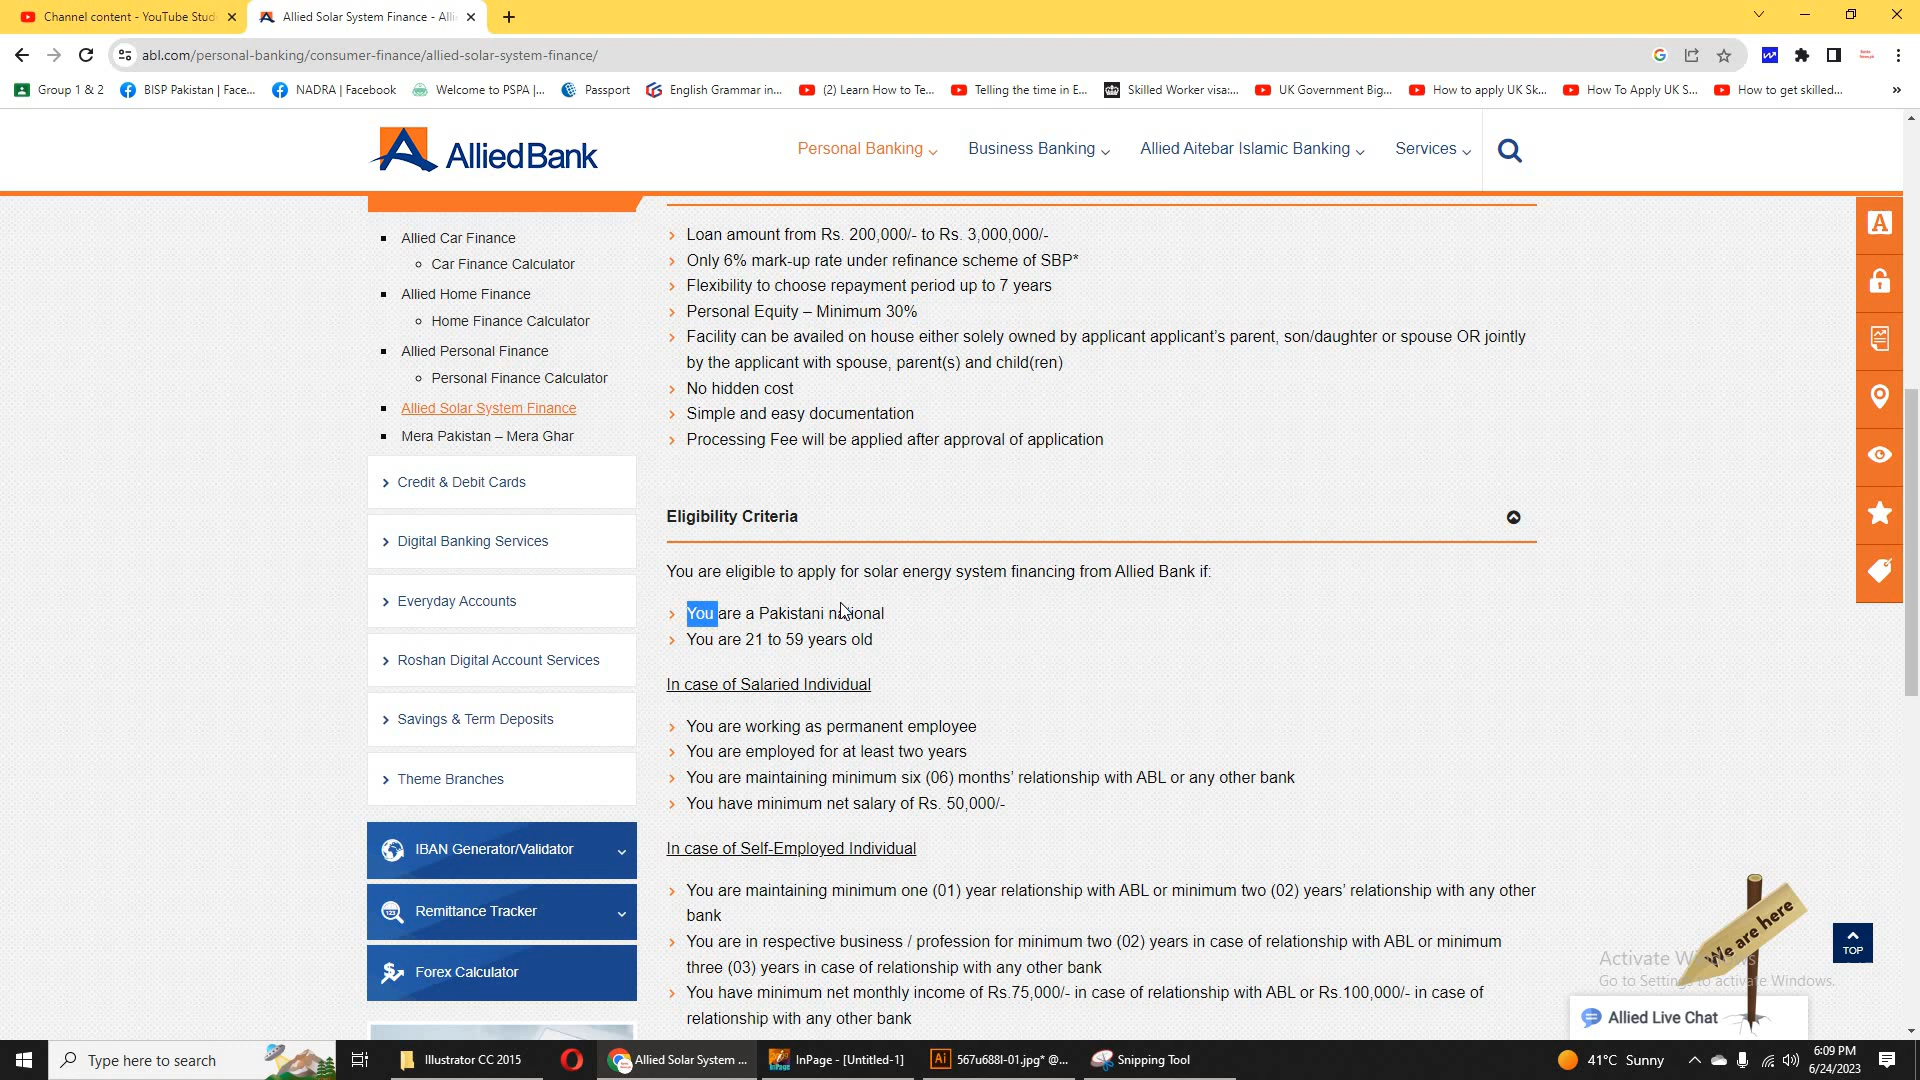 Channel content - YouTube Stud
Allied Solar System Finance - Alli
abl.com/personal-banking/consumer-finance/allied-solar-system-finance/
Group 1 & 2
BISP Pakistan | Face...
NADRA | Facebook
Welcome to PSPA |...
Passport
English Grammar in...
(2) Learn How to Te...
Telling the time in E...
Skilled Worker visa:...
UK Government Big...
How to apply UK Sk...
How To Apply UK S...
How to get skilled...
Allied Bank
Personal Banking
Business Banking
Allied Aitebar Islamic Banking
Services
Allied Car Finance
Car Finance Calculator
Allied Home Finance
Home Finance Calculator
Allied Personal Finance
Personal Finance Calculator
Allied Solar System Finance
Mera Pakistan – Mera Ghar
Credit & Debit Cards
Digital Banking Services
Everyday Accounts
Roshan Digital Account Services
Savings & Term Deposits
Theme Branches
IBAN Generator/Validator
Remittance Tracker
Forex Calculator
Loan amount from Rs. 200,000/- to Rs. 3,000,000/-
Only 6% mark-up rate under refinance scheme of SBP*
Flexibility to choose repayment period up to 7 years
Personal Equity – Minimum 30%
Facility can be availed on house either solely owned by applicant applicant's parent, son/daughter or spouse OR jointly
by the applicant with spouse, parent(s) and child(ren)
No hidden cost
Simple and easy documentation
Processing Fee will be applied after approval of application
Eligibility Criteria
You are eligible to apply for solar energy system financing from Allied Bank if:
You are a Pakistani national
You are 21 to 59 years old
In case of Salaried Individual
You are working as permanent employee
You are employed for at least two years
You are maintaining minimum six (06) months' relationship with ABL or any other bank
You have minimum net salary of Rs. 50,000/-
In case of Self-Employed Individual
You are maintaining minimum one (01) year relationship with ABL or minimum two (02) years' relationship with any other
bank
You are in respective business / profession for minimum two (02) years in case of relationship with ABL or minimum
three (03) years in case of relationship with any other bank
You have minimum net monthly income of Rs.75,000/- in case of relationship with ABL or Rs.100,000/- in case of
relationship with any other bank
A
We are here
TOP
Activate Windows
Go to Settings to activate Windows.
Allied Live Chat
Type here to search
Illustrator CC 2015
Allied Solar System ...
InPage - [Untitled-1]
Ai
567u688I-01.jpg* @...
Snipping Tool
41°C Sunny
6:09 PM
6/24/2023